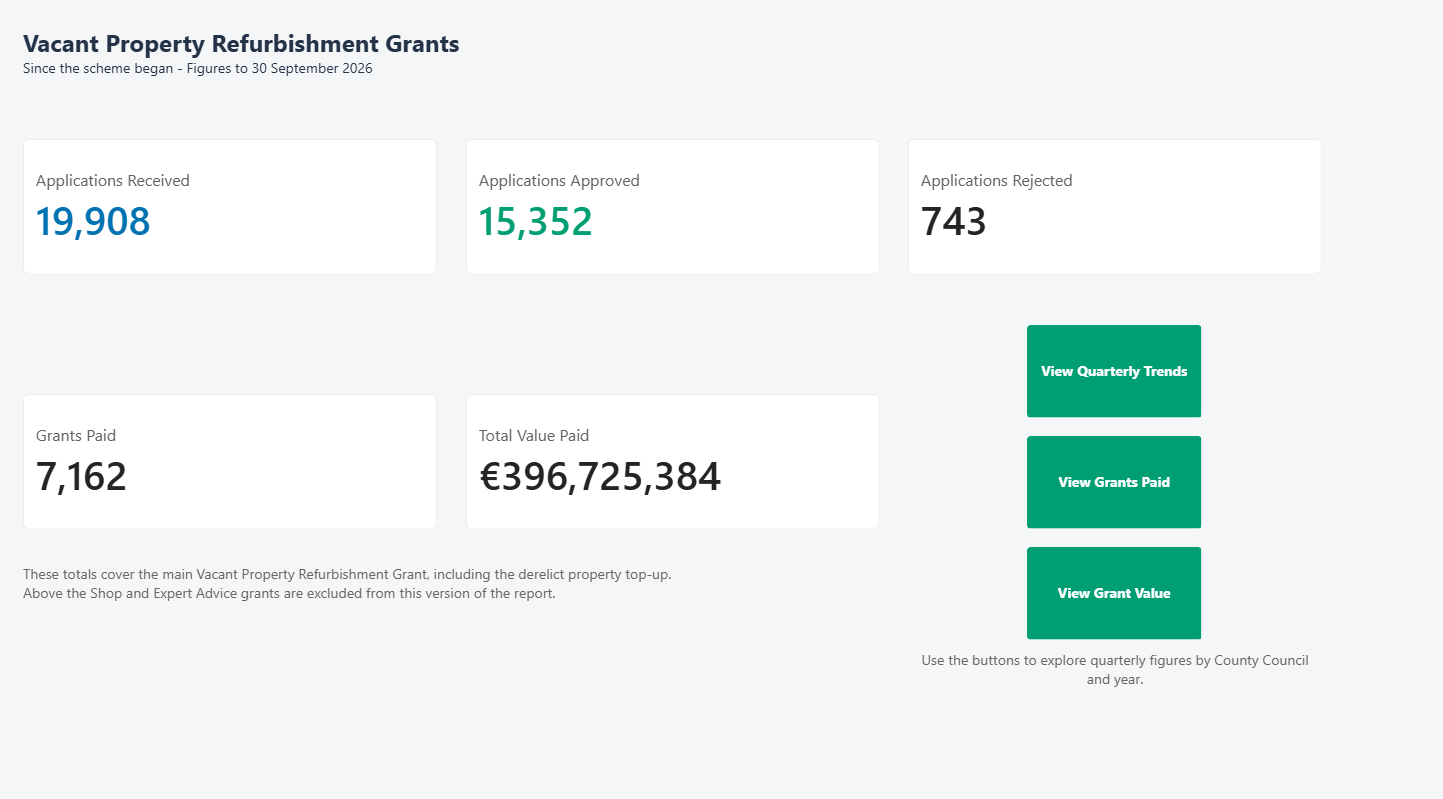 Vacant Property Refurbishment Grants
Since the scheme began - Figures to 30 September 2026
Applications Received
19,908
Applications Approved
15,352
Applications Rejected
743
Grants Paid
7,162
Total Value Paid
€396,725,384
These totals cover the main Vacant Property Refurbishment Grant, including the derelict property top-up.
Above the Shop and Expert Advice grants are excluded from this version of the report.
View Quarterly Trends
View Grants Paid
View Grant Value
Use the buttons to explore quarterly figures by County Council
and year.